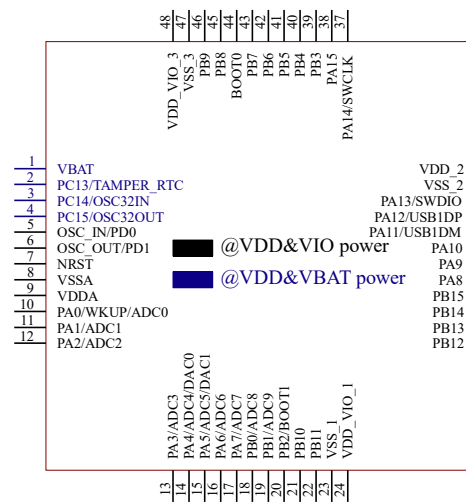 48 47 46 45 44 43 42 41 40 39 38 37
VDD_VIO_3
VSS_3
PB9
PB8
BOOT0
PB7
PB6
PB5
PB4
PB3
PA15
PA14/SWCLK
1 VBAT
2 PC13/TAMPER_RTC
3 PC14/OSC32IN
4 PC15/OSC32OUT
5 OSC_IN/PD0
6 OSC_OUT/PD1
7 NRST
8 VSSA
9 VDDA
10 PA0/WKUP/ADC0
11 PA1/ADC1
12 PA2/ADC2
@VDD&VIO power
@VDD&VBAT power
VDD_2
VSS_2
PA13/SWDIO
PA12/USB1DP
PA11/USB1DM
PA10
PA9
PA8
PB15
PB14
PB13
PB12
PA3/ADC3
PA4/ADC4/DAC0
PA5/ADC5/DAC1
PA6/ADC6
PA7/ADC7
PB0/ADC8
PB1/ADC9
PB2/BOOT1
PB10
PB11
VSS_1
VDD_VIO_1
13 14 15 16 17 18 19 20 21 22 23 24